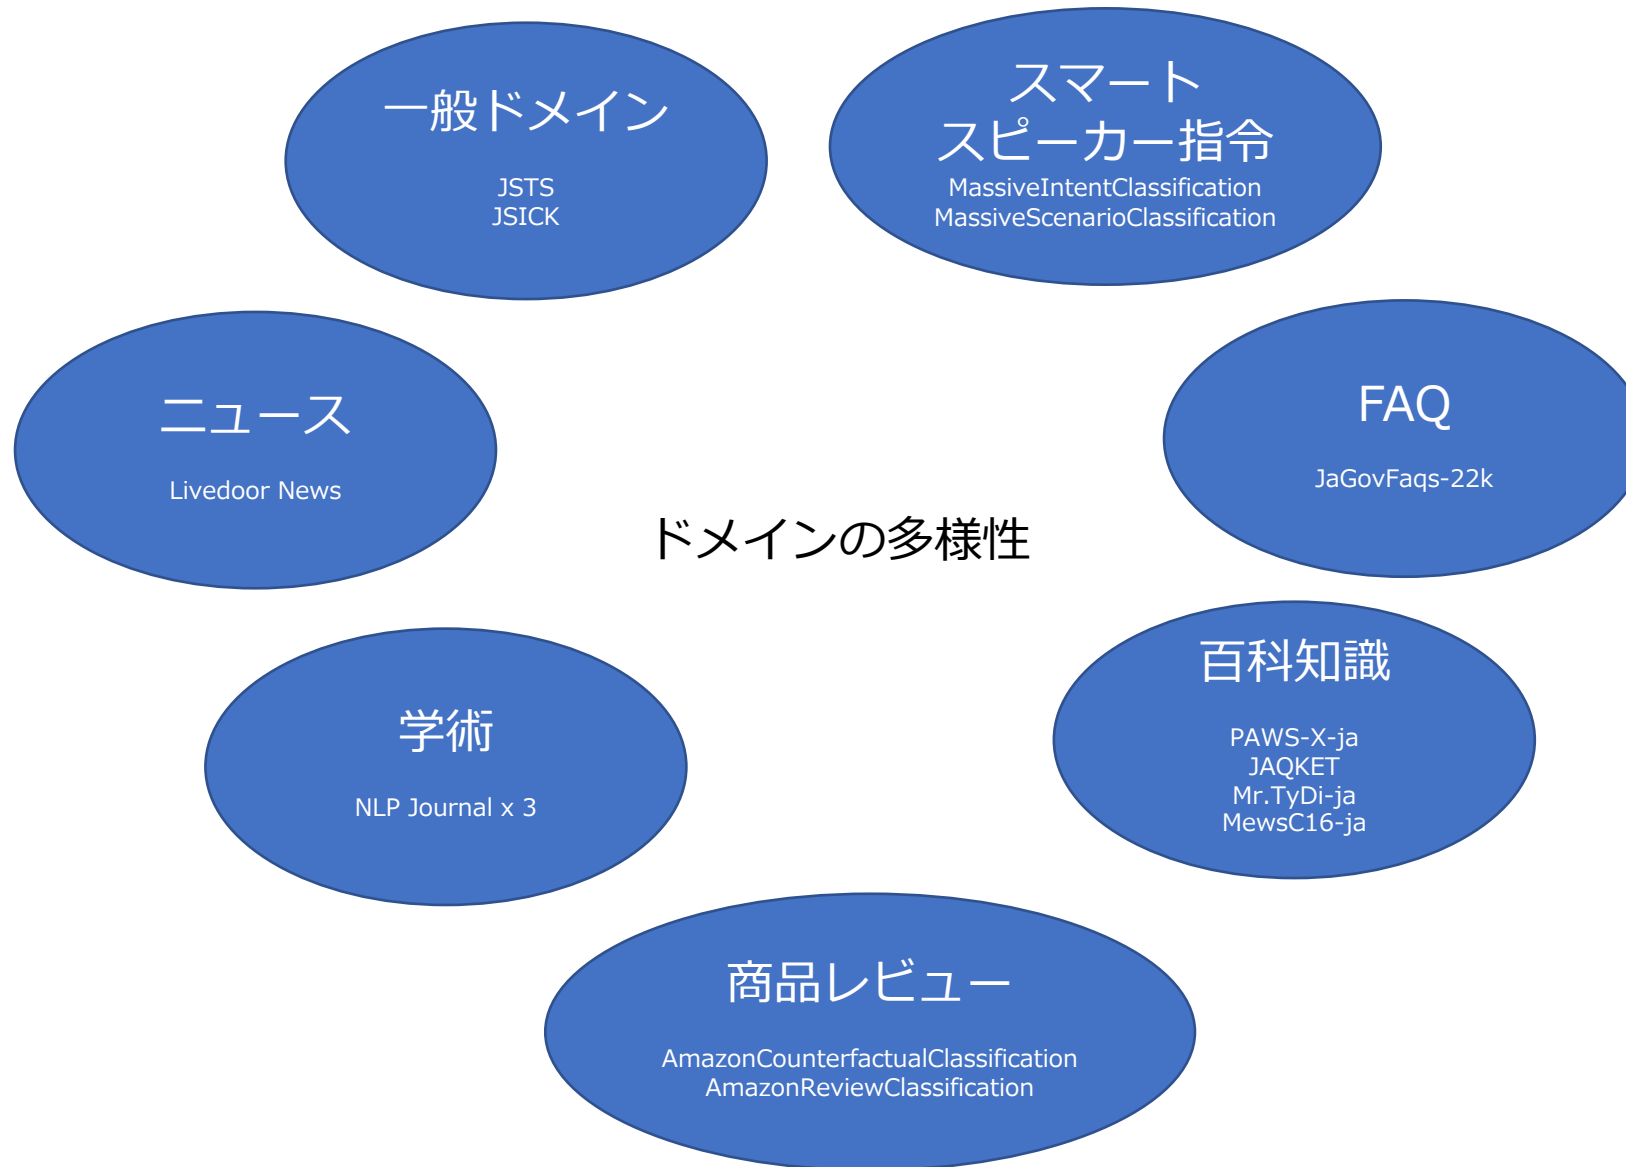 一般ドメイン
JSTS
JSICK
スマート
スピーカー指令
MassiveIntentClassification
MassiveScenarioClassification
ニュース
Livedoor News
FAQ
JaGovFaqs-22k
ドメインの多様性
学術
NLP Journal x 3
百科知識
PAWS-X-ja
JAQKET
Mr.TyDi-ja
MewsC16-ja
商品レビュー
AmazonCounterfactualClassification
AmazonReviewClassification